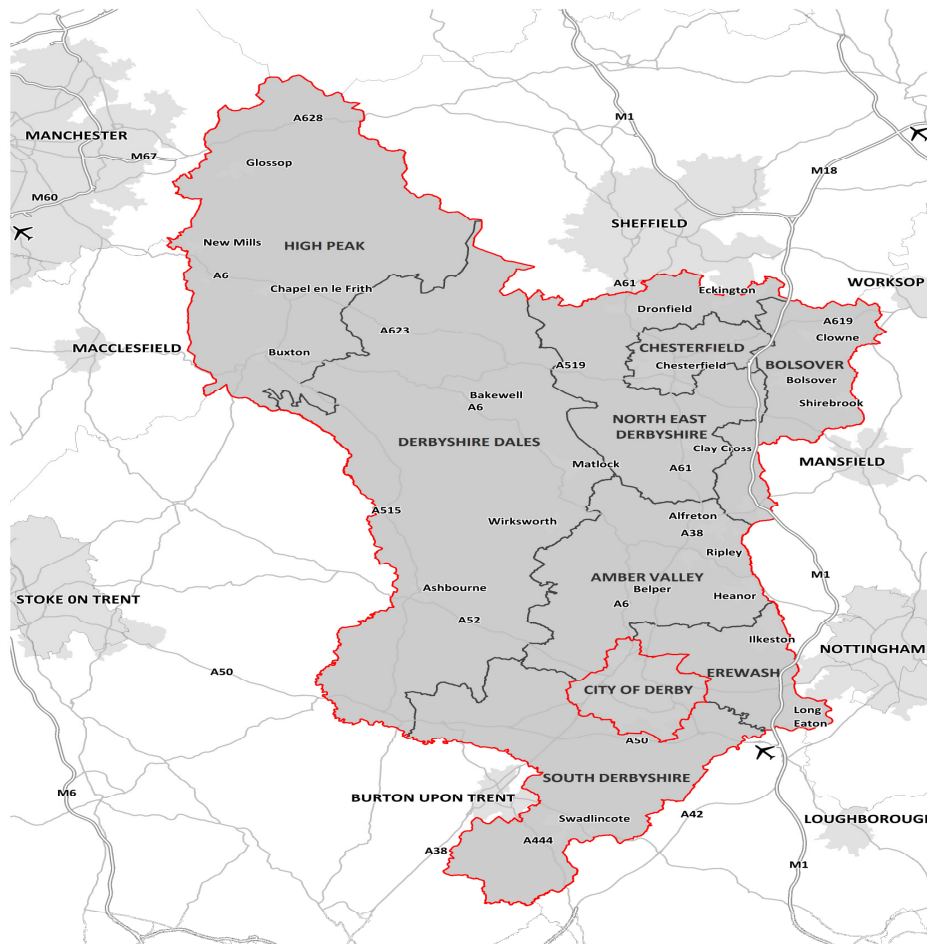 M1
A628
MANCHESTER
M67
Glossop
M18
M60
SHEFFIELD
New Mills
HIGH PEAK
A6
A61
Eckington
WORKSOP
Chapel en le Frith
Dronfield
A623
A619
Clowne
MACCLESFIELD
Buxton
CHESTERFIELD
Chesterfield
A519
BOLSOVER
Bolsover
Bakewell
A6
Shirebrook
NORTH EAST
DERBYSHIRE
DERBYSHIRE DALES
Clay Cross
MANSFIELD
Matlock
A61
A515
Wirksworth
Alfreton
A38
Ripley
M1
AMBER VALLEY
Ashbourne
Belper
Heanor
STOKE 0N TRENT
A6
A52
Ilkeston
NOTTINGHAM
A50
EREWASH
CITY OF DERBY
Long
Eaton
A50
SOUTH DERBYSHIRE
M6
BURTON UPON TRENT
Swadlincote
A42
LOUGHBOROUGH
A444
A38
M1